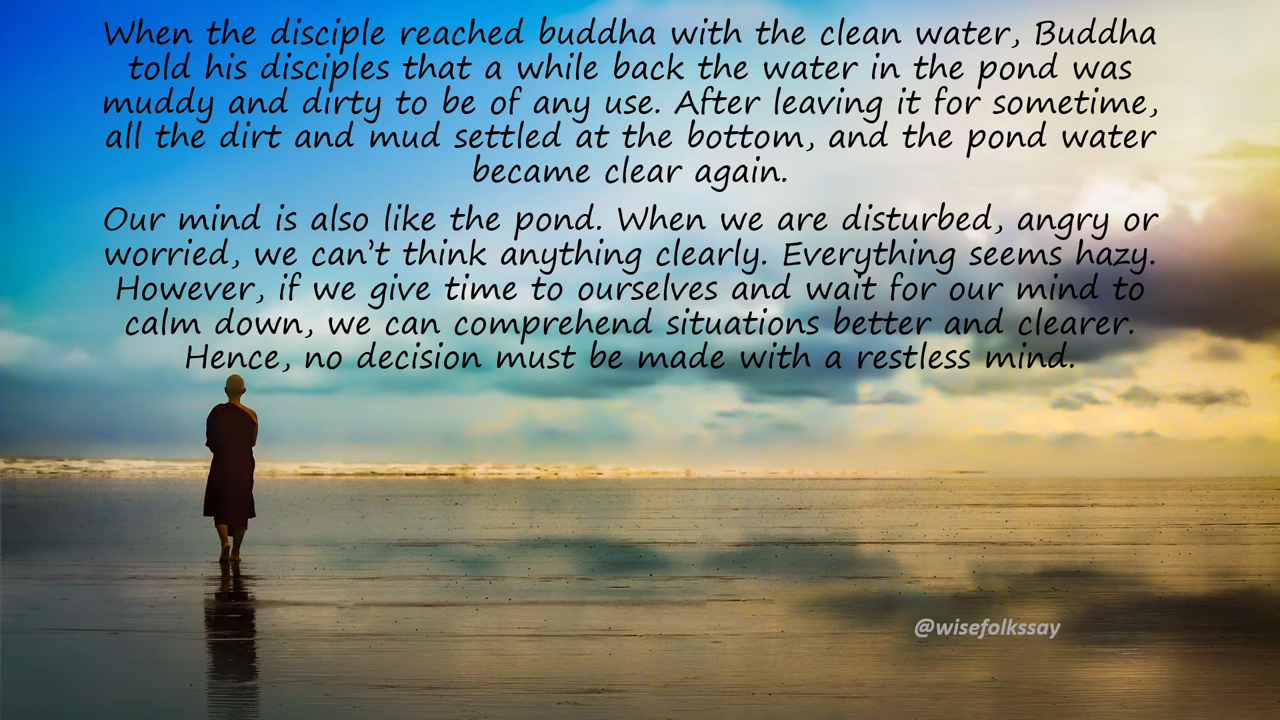 When the disciple reached buddha with the clean water, Buddha
told his disciples that a while back the water in the pond was
muddy and dirty to be of any use. After leaving it for sometime,
all the dirt and mud settled at the bottom, and the pond water
became clear again.
Our mind is also like the pond. When we are disturbed, angry or
worried, we can’t think anything clearly. Everything seems hazy.
However, if we give time to ourselves and wait for our mind to
calm down, we can comprehend situations better and clearer.
Hence, no decision must be made with a restless mind.
@wisefolkssay